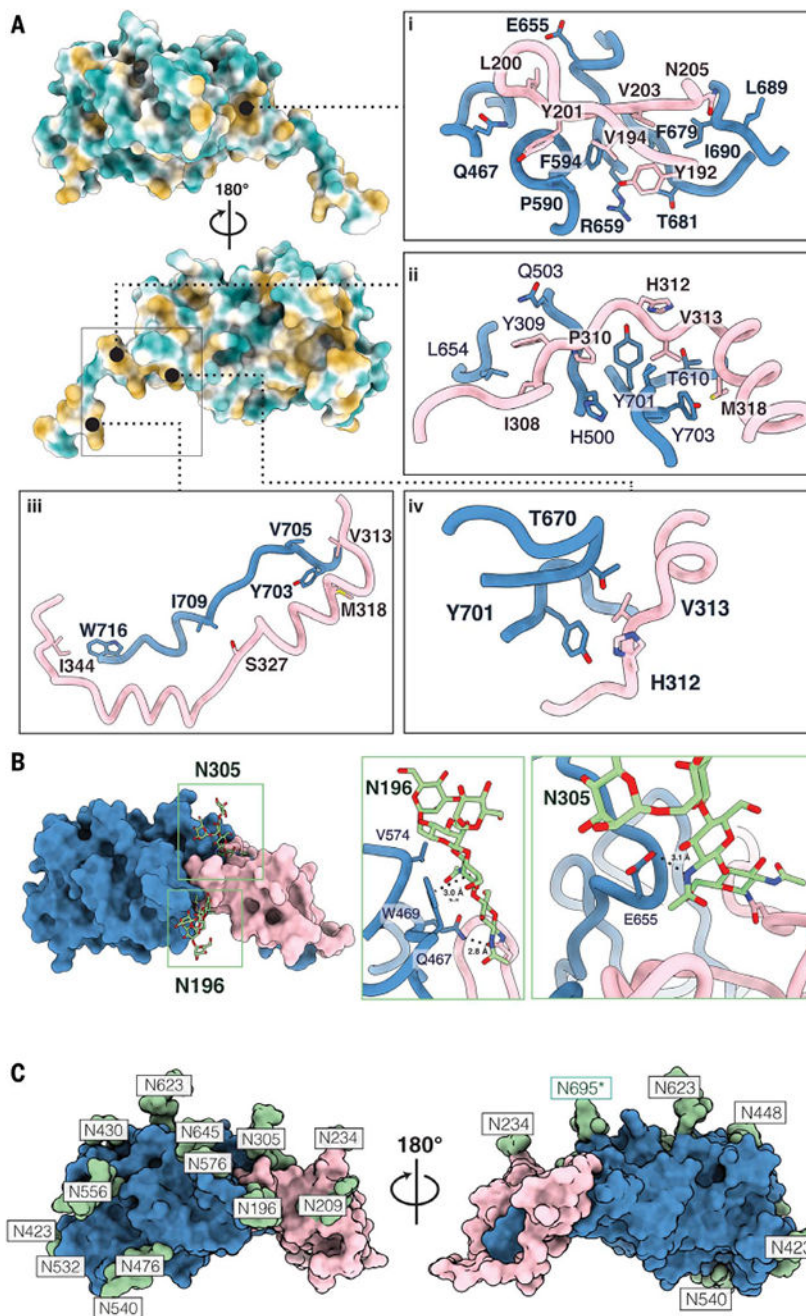 A
180°
i
E655
L200
N205
V203
L689
Y201
V194
F679
I690
Q467
F594
Y192
P590
R659
T681
ii
Q503
H312
Y309
V313
P310
L654
T610
Y701
M318
I308
H500
Y703
iii
V705
V313
Y703
I709
M318
W716
I344
S327
iv
T670
Y701
V313
H312
B
N305
N196
N196
V574
3.0 Å
W469
Q467
2.8 Å
N305
3.1 Å
E655
C
N623
N430
N645
N305
N234
N576
N556
N196
N209
N423
N532
N476
N540
180°
N695*
N623
N234
N448
N423
N540